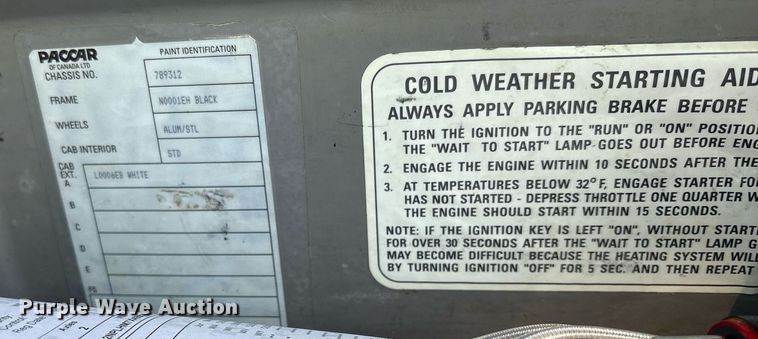 PACCAR
OF CANADA LTD
PAINT IDENTIFICATION
CHASSIS NO.
789312
FRAME
N0001EH BLACK
WHEELS
ALUM/STL
CAB INTERIOR
STD
CAB
EXT.
A
L0006EB WHITE
B
C
D
E
COLD WEATHER STARTING AID
ALWAYS APPLY PARKING BRAKE BEFORE
1. TURN THE IGNITION TO THE "RUN" OR "ON" POSITIO
THE "WAIT TO START" LAMP GOES OUT BEFORE ENG
2. ENGAGE THE ENGINE WITHIN 10 SECONDS AFTER THE
3. AT TEMPERATURES BELOW 32°F, ENGAGE STARTER FO
HAS NOT STARTED - DEPRESS THROTTLE ONE QUARTER W
THE ENGINE SHOULD START WITHIN 15 SECONDS.
NOTE: IF THE IGNITION KEY IS LEFT "ON", WITHOUT START
FOR OVER 30 SECONDS AFTER THE "WAIT TO START" LAMP G
MAY BECOME DIFFICULT BECAUSE THE HEATING SYSTEM WILL
BY TURNING IGNITION "OFF" FOR 5 SEC. AND THEN REPEAT
Purple Wave Auction